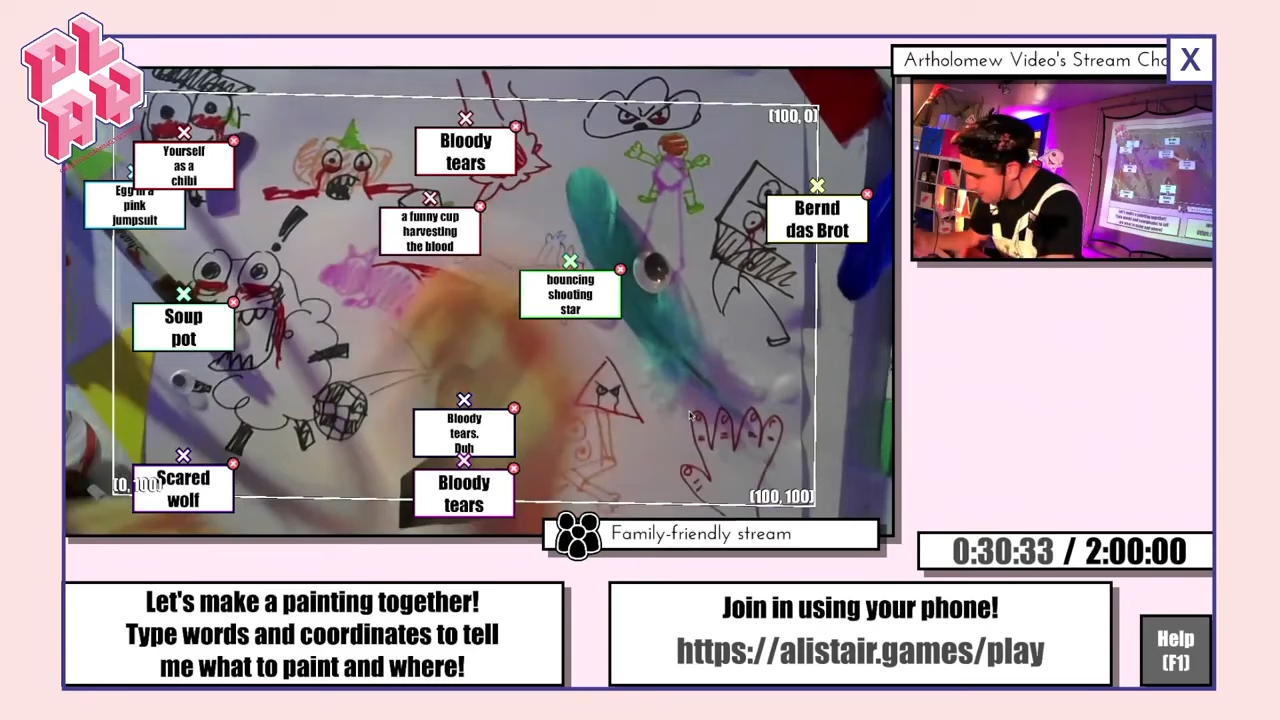 PLAY
Artholomew Video's Stream Cha
X
(100, 0)
Bloody
tears
Yourself
as a
chibi
Egg in a
pink
jumpsuit
a funny cup
harvesting
the blood
Bernd
das Brot
bouncing
shooting
star
Soup
pot
Bloody
tears.
Duh
Scared
wolf
(0, 100)
Bloody
tears
(100, 100)
Family-friendly stream
0:30:33 / 2:00:00
Let's make a painting together!
Type words and coordinates to tell
me what to paint and where!
Join in using your phone!
https://alistair.games/play
Help
(F1)